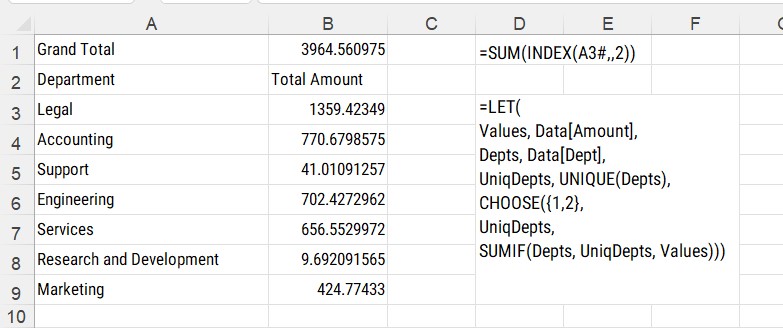 A B C D E F
1 Grand Total 3964.560975 =SUM(INDEX(A3#,,2))
2 Department Total Amount
3 Legal 1359.42349 =LET(
4 Accounting 770.6798575 Values, Data[Amount],
Depts, Data[Dept],
5 Support 41.01091257 UniqDepts, UNIQUE(Depts),
6 Engineering 702.4272962 CHOOSE({1,2},
7 Services 656.5529972 UniqDepts,
8 Research and Development 9.692091565 SUMIF(Depts, UniqDepts, Values)))
9 Marketing 424.77433
10